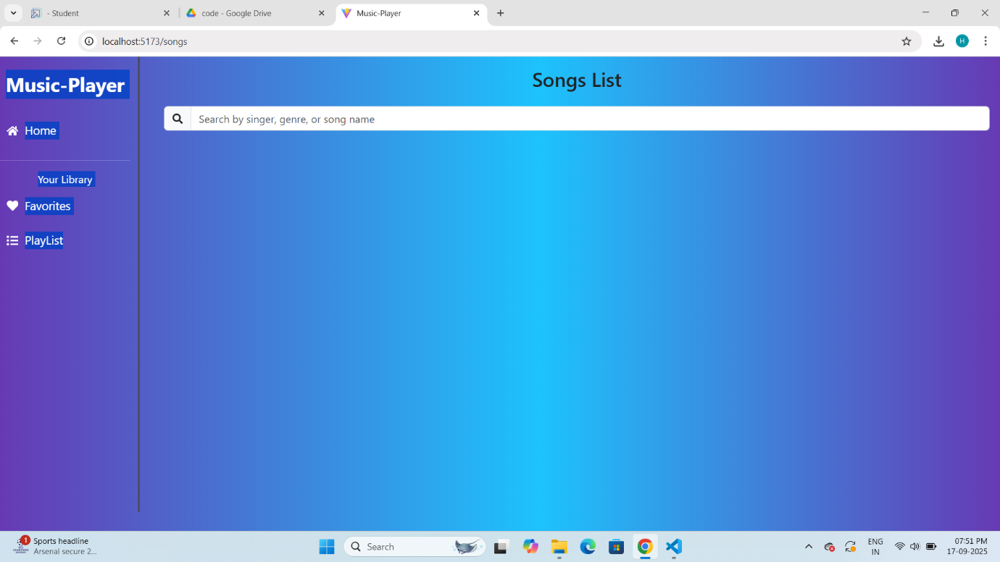 - Student
code - Google Drive
Music-Player
localhost:5173/songs
H
Music-Player
Songs List
Search by singer, genre, or song name
Home
Your Library
Favorites
PlayList
1
Sports headline
Arsenal secure 2...
Search
ENG
IN
07:51 PM
17-09-2025